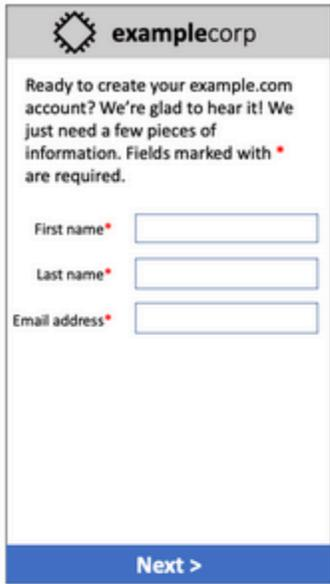 examplecorp
Ready to create your example.com
account? We’re glad to hear it! We
just need a few pieces of
information. Fields marked with *
are required.
First name*
Last name*
Email address*
Next >